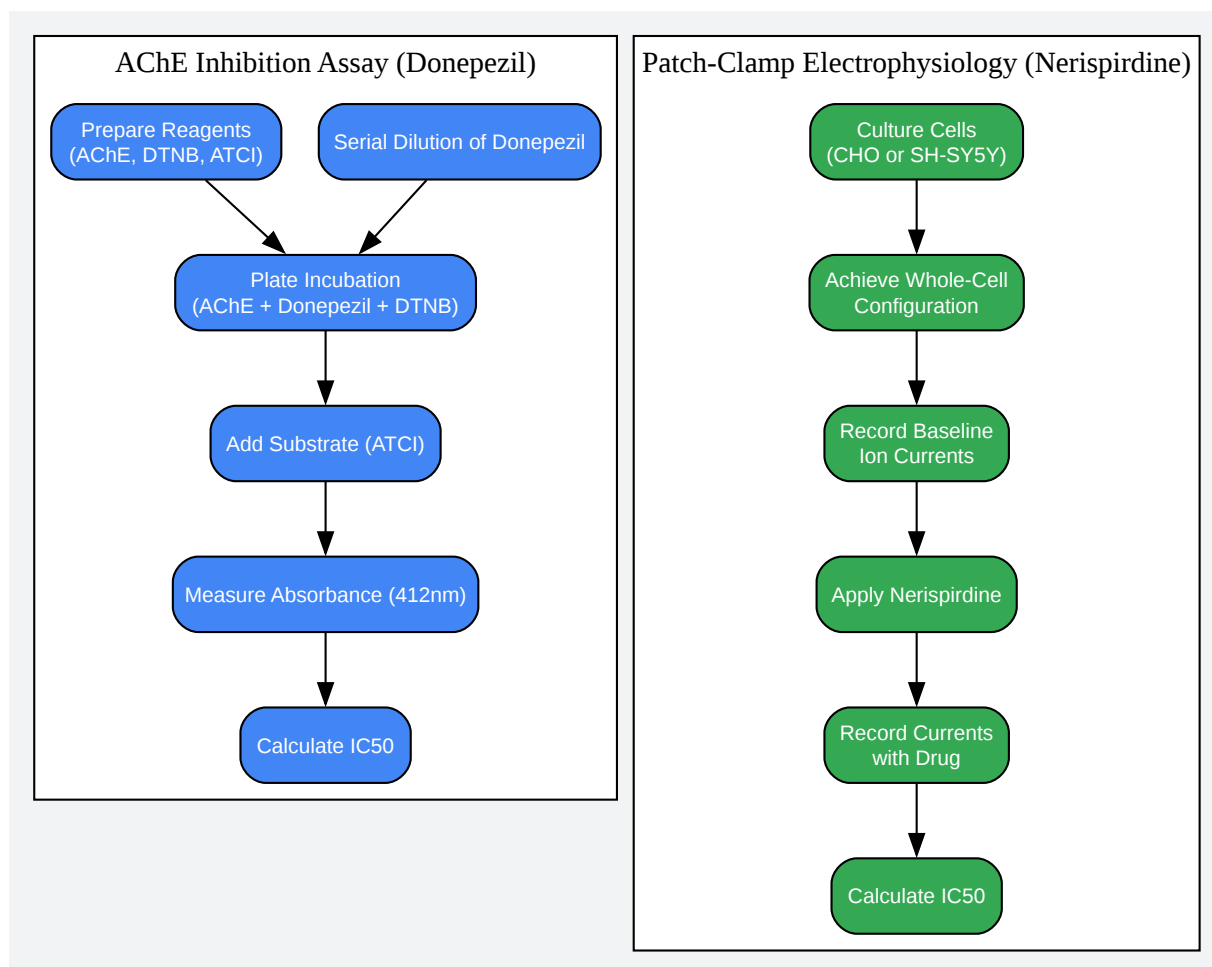 AChE Inhibition Assay (Donepezil)
Prepare Reagents
(AChE, DTNB, ATCI)
Serial Dilution of Donepezil
Plate Incubation
(AChE + Donepezil + DTNB)
Add Substrate (ATCI)
Measure Absorbance (412nm)
Calculate IC50
Patch-Clamp Electrophysiology (Nerispirdine)
Culture Cells
(CHO or SH-SY5Y)
Achieve Whole-Cell
Configuration
Record Baseline
Ion Currents
Apply Nerispirdine
Record Currents
with Drug
Calculate IC50